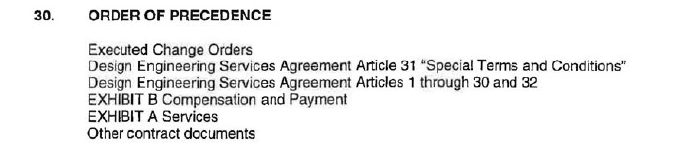 30. ORDER OF PRECEDENCE
Executed Change Orders
Design Engineering Services Agreement Article 31 "Special Terms and Conditions"
Design Engineering Services Agreement Articles 1 through 30 and 32
EXHIBIT B Compensation and Payment
EXHIBIT A Services
Other contract documents